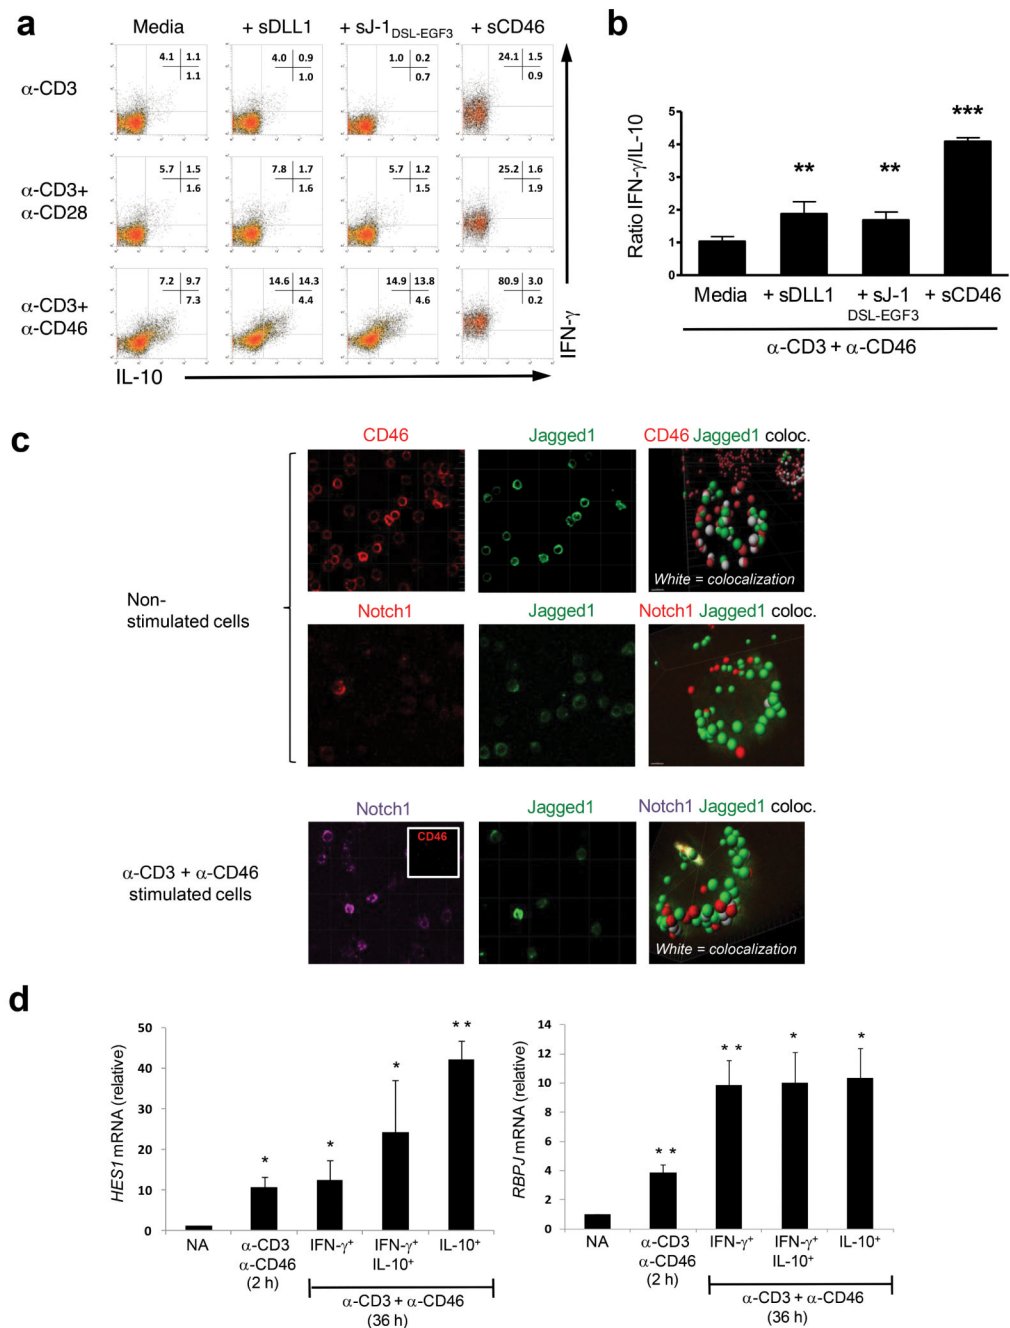 a
Media + sDLL1 + sJ-1DSL-EGF3 + sCD46
α-CD3
4.1 1.1
1.1
4.0 0.9
1.0
1.0 0.2
0.7
24.1 1.5
0.9
α-CD3+
α-CD28
5.7 1.5
1.6
7.8 1.7
1.6
5.7 1.2
1.5
25.2 1.6
1.9
α-CD3+
α-CD46
7.2 9.7
7.3
14.6 14.3
4.4
14.9 13.8
4.6
80.9 3.0
0.2
IFN-γ
IL-10
b
Ratio IFN-γ/IL-10
5
4
3
2
1
0
**
**
***
Media + sDLL1 + sJ-1 + sCD46
DSL-EGF3
α-CD3 + α-CD46
c
CD46 Jagged1 CD46 Jagged1 coloc.
White = colocalization
Non-
stimulated cells
Notch1 Jagged1 Notch1 Jagged1 coloc.
Notch1 Jagged1 Notch1 Jagged1 coloc.
CD46
α-CD3 + α-CD46
stimulated cells
White = colocalization
d
HES1 mRNA (relative)
50
40
30
20
10
0
*
*
*
* *
NA α-CD3 IFN-γ+ IFN-γ+ IL-10+
α-CD46 IL-10+
(2 h)
α-CD3 + α-CD46
(36 h)
RBPJ mRNA (relative)
14
12
10
8
6
4
2
0
* *
* *
*
*
NA α-CD3 IFN-γ+ IFN-γ+ IL-10+
α-CD46 IL-10+
(2 h)
α-CD3 + α-CD46
(36 h)